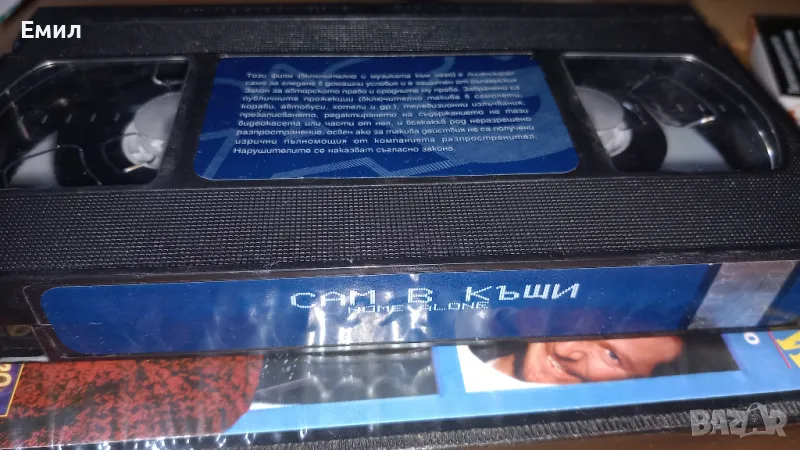 Емил
Този филм (включително и музиката към него) е лицензиран
само за гледане в домашни условия и е защитен от българския
Закон за авторското право и сродните му права. Забранени са
публичните прожекции (включително такива в самолети,
кораби, автобуси, хотели и др.), телевизионни излъчвания,
презаписването, редактирането на съдържанието на тази
видеокасета или части от нея, и всякакъв род неразрешено
разпространение, освен ако за такива действия не са получени
изрични пълномощия от компанията разпространител.
Нарушителите се наказват съгласно закона.
САМ В КЪЩИ
HOME ALONE
BAZAR
bg